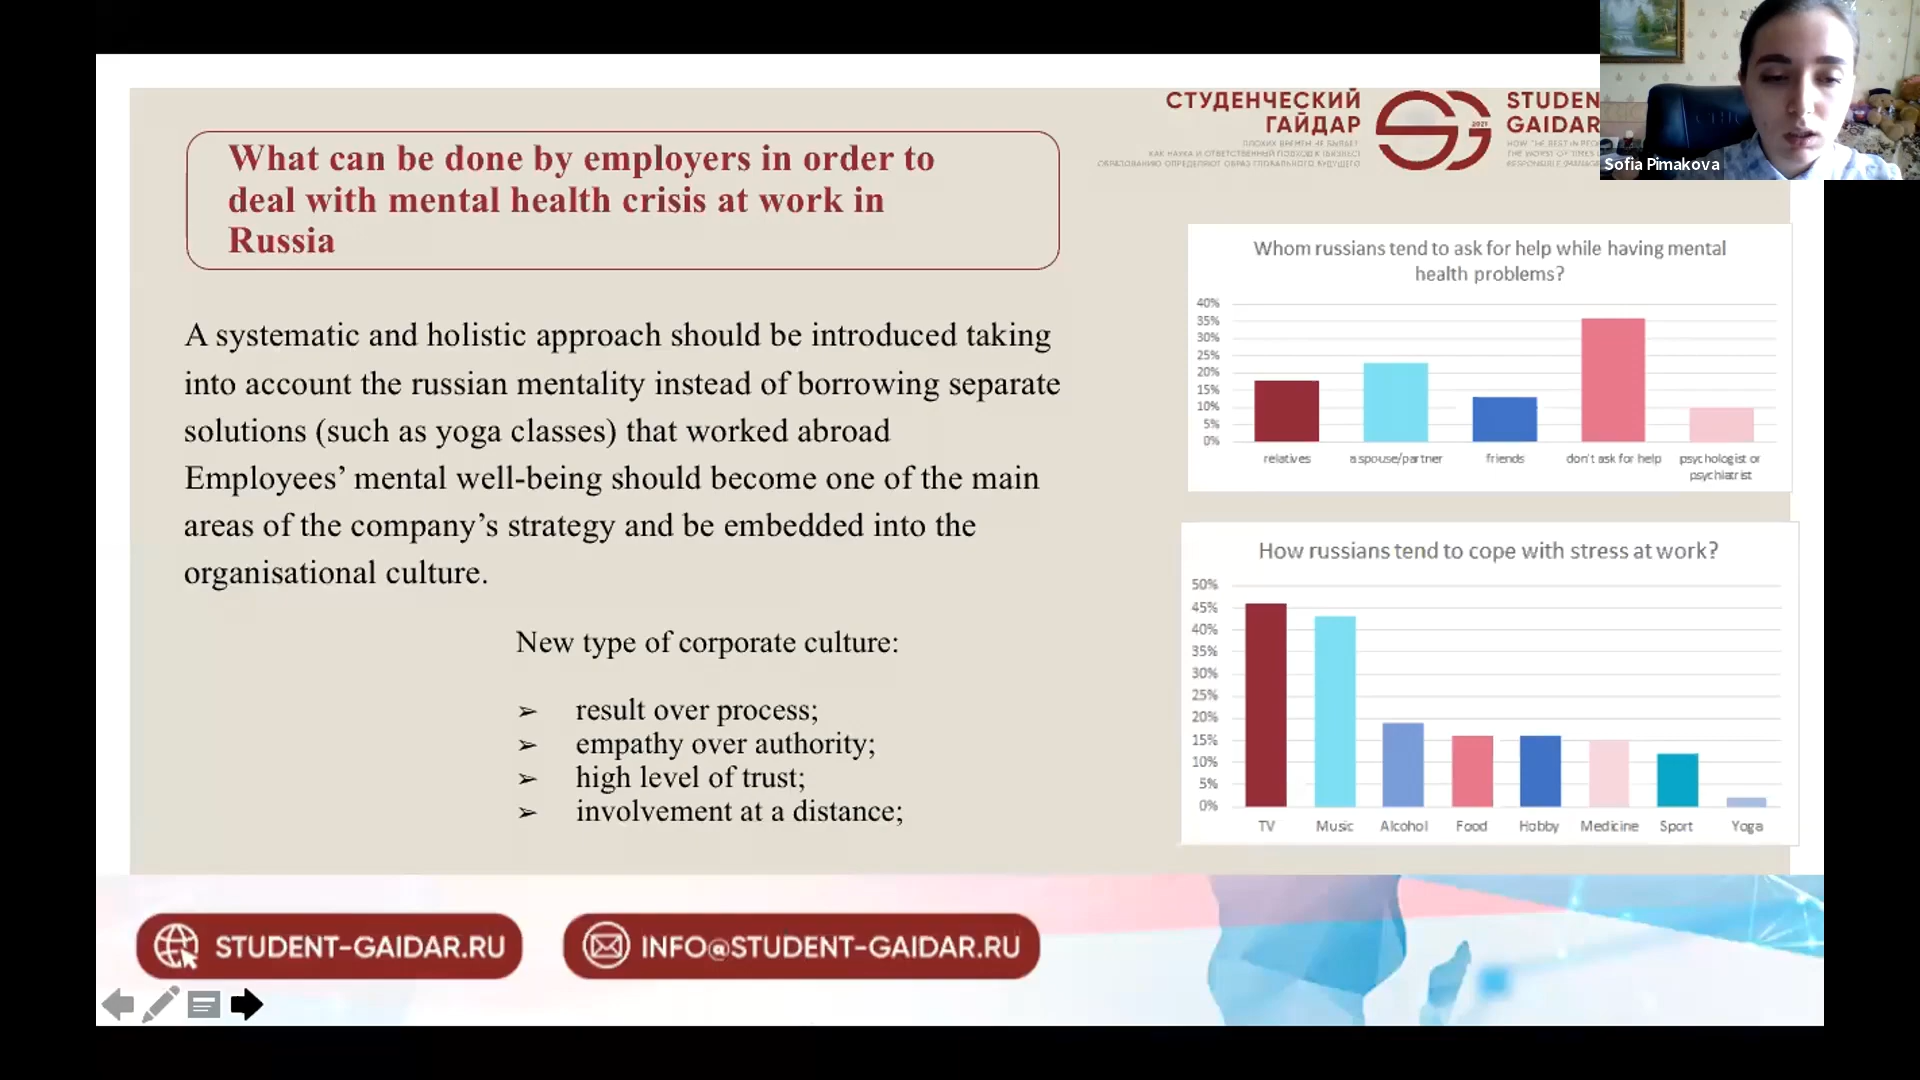 СТУДЕНЧЕСКИЙ
ГАЙДАР
2021
STUDEN
GAIDAR
Sofia Pimakova
What can be done by employers in order to
deal with mental health crisis at work in
Russia
A systematic and holistic approach should be introduced taking
into account the russian mentality instead of borrowing separate
solutions (such as yoga classes) that worked abroad
Employees’ mental well-being should become one of the main
areas of the company’s strategy and be embedded into the
organisational culture.
New type of corporate culture:
➢ result over process;
➢ empathy over authority;
➢ high level of trust;
➢ involvement at a distance;
Whom russians tend to ask for help while having mental
health problems?
40%
35%
30%
25%
20%
15%
10%
5%
0%
relatives a spouse/partner friends don't ask for help psychologist or
psychiatrist
How russians tend to cope with stress at work?
50%
45%
40%
35%
30%
25%
20%
15%
10%
5%
0%
TV Music Alcohol Food Hobby Medicine Sport Yoga
STUDENT-GAIDAR.RU
INFO@STUDENT-GAIDAR.RU